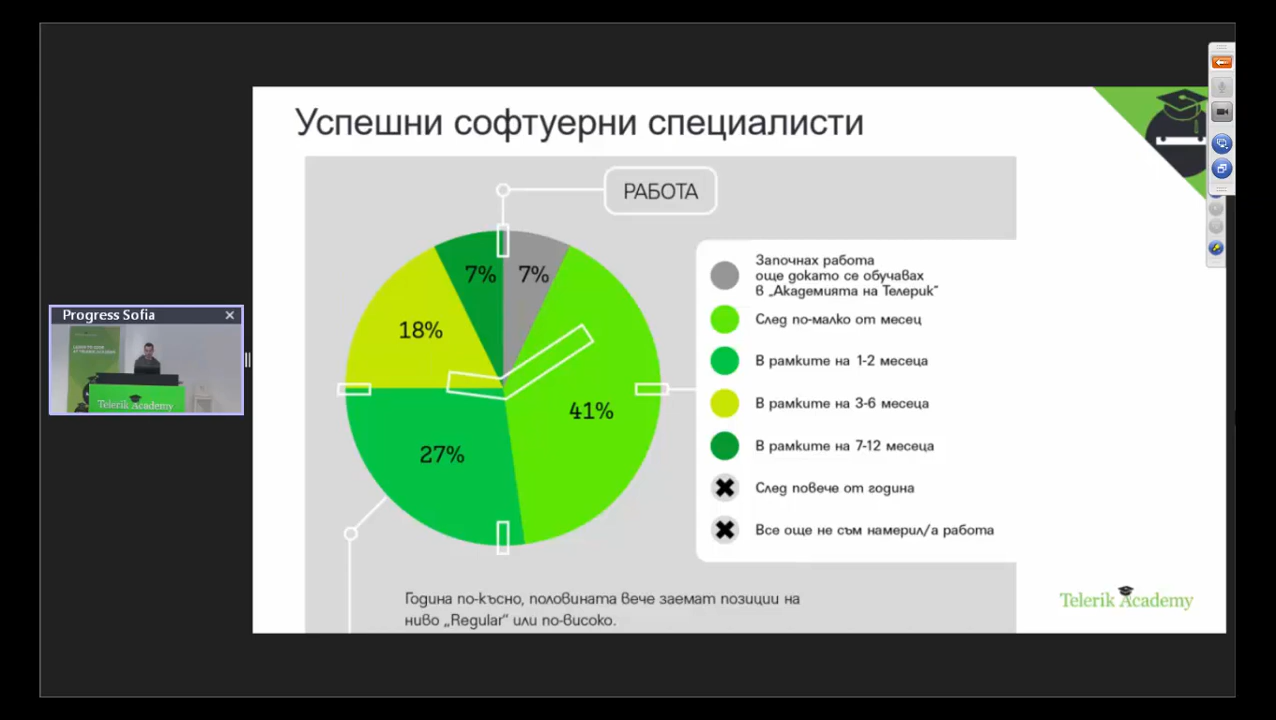 Успешни софтуерни специалисти
РАБОТА
7%
7%
18%
41%
27%
Започнах работа
още докато се обучавах
в „Академията на Телерик“
След по-малко от месец
В рамките на 1-2 месеца
В рамките на 3-6 месеца
В рамките на 7-12 месеца
След повече от година
Все още не съм намерил/а работа
Година по-късно, половината вече заемат позиции на
ниво „Regular“ или по-високо.
Telerik Academy
Progress Sofia
Telerik Academy